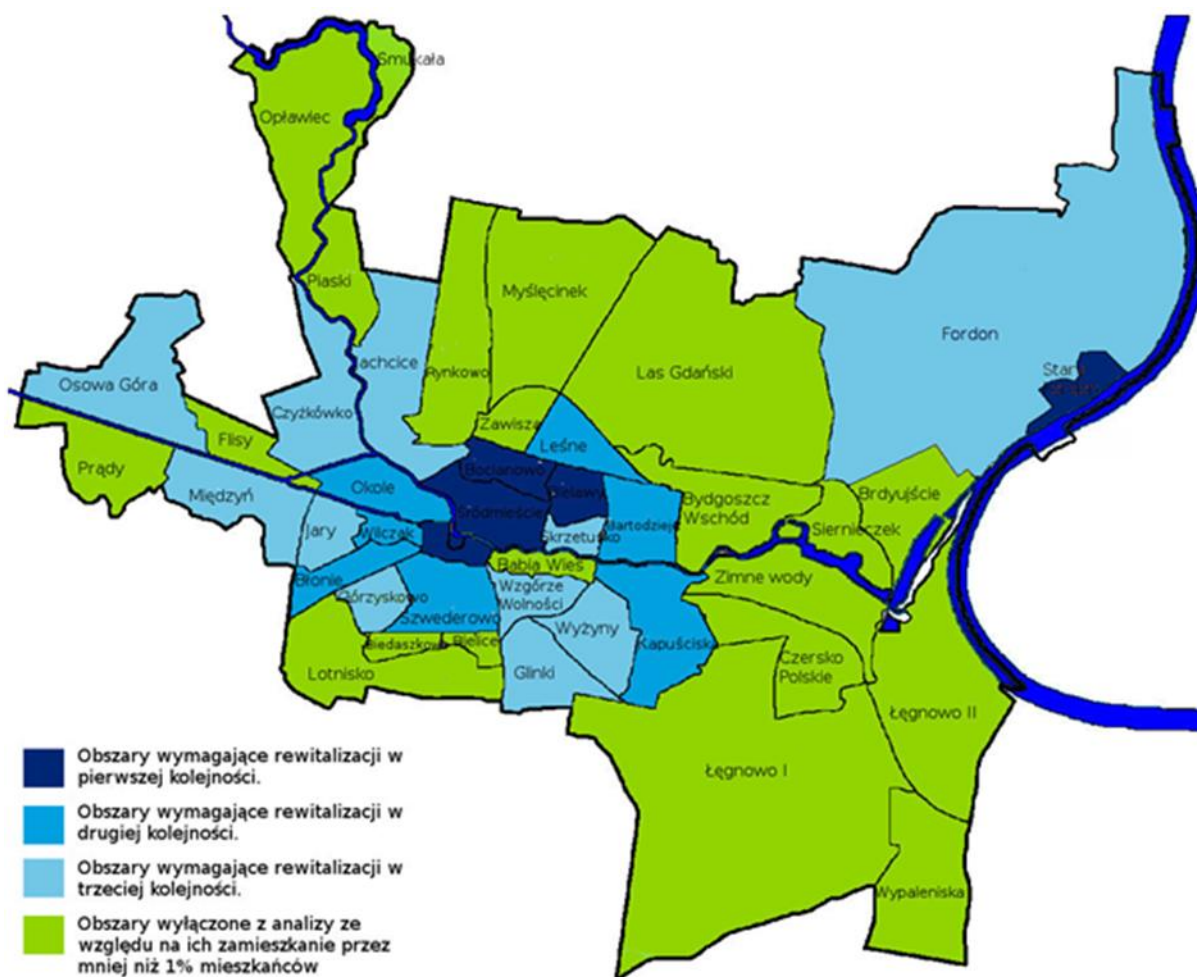 Smukała
Opławiec
Piaski
Myślęcinek
Fordon
Jachcice
Las Gdański
Rynkowo
Osowa Góra
Stary
Czyżkówko
Zawisza
Flisy
Leśne
Prądy
Bocianowo
Międzyń
Okole
Bielawy
Bydgoszcz
Wschód
Brdyujście
Śródmieście
Siernieczek
Jary
Wilczak
Skrzetusko
Bartodzieje
Babia Wieś
Błonie
Wzgórze
Wolności
Zimne wody
Górzyskowo
Szwederowo
Wyżyny
Kapuściska
Biedaszkowo
Bielice
Lotnisko
Glinki
Czersko
Polskie
Łęgnowo II
Łęgnowo I
Wypaleniska
Obszary wymagające rewitalizacji w
pierwszej kolejności.
Obszary wymagające rewitalizacji w
drugiej kolejności.
Obszary wymagające rewitalizacji w
trzeciej kolejności.
Obszary wyłączone z analizy ze
względu na ich zamieszkanie przez
mniej niż 1% mieszkańców